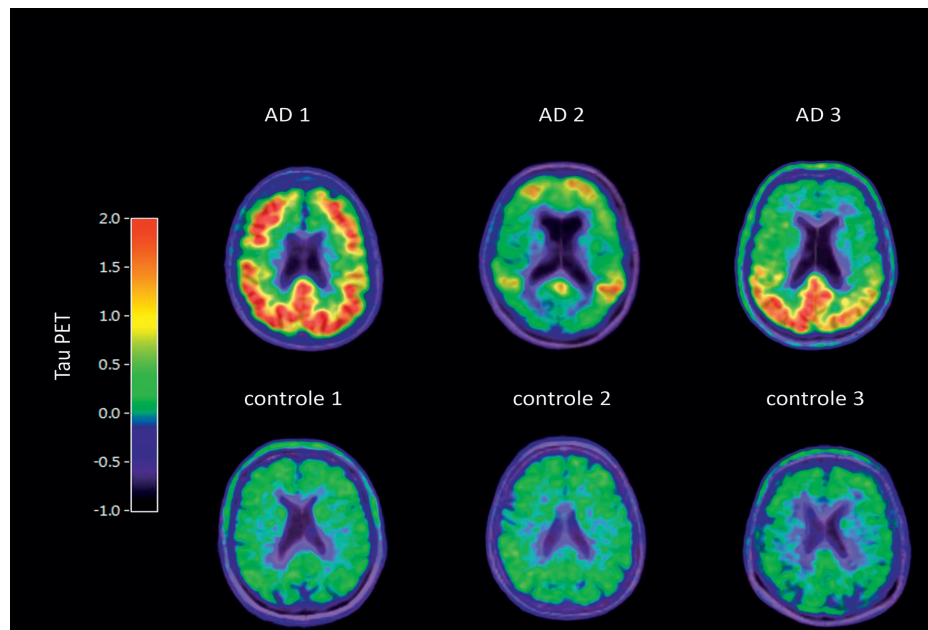 AD 1
AD 2
AD 3
Tau PET
2.0
1.5
1.0
0.5
0.0
-0.5
-1.0
controle 1
controle 2
controle 3